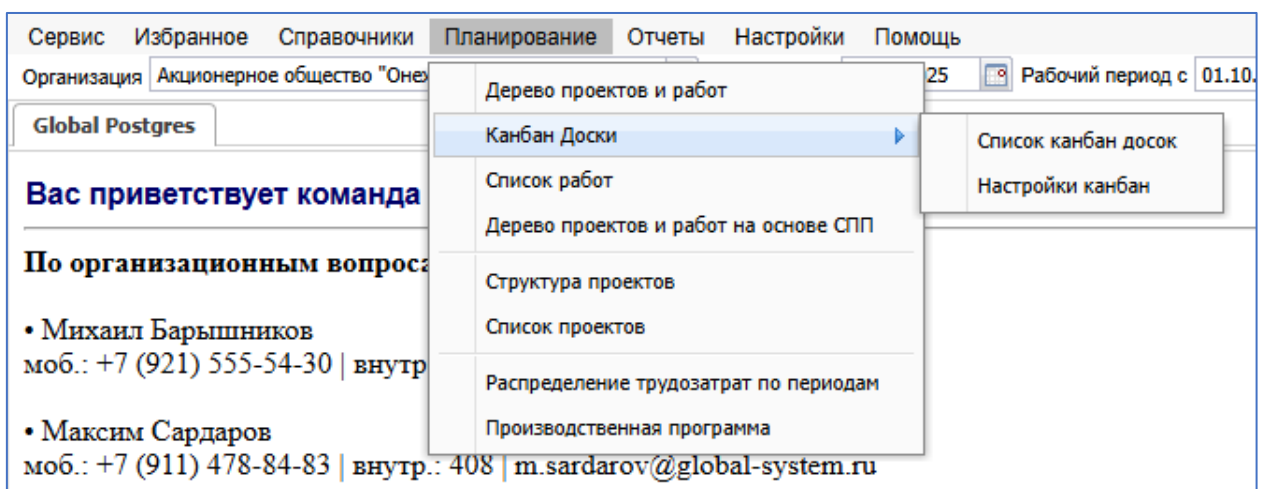 Сервис Избранное Справочники Планирование Отчеты Настройки Помощь
Организация Акционерное общество "Онеж 25 Рабочий период с 01.10.
Global Postgres
Дерево проектов и работ
Канбан Доски
Список канбан досок
Список работ
Настройки канбан
Дерево проектов и работ на основе СПП
Структура проектов
Список проектов
Распределение трудозатрат по периодам
Производственная программа
Вас приветствует команда
По организационным
• Михаил Барышников
моб.: +7 (921) 555-54-30 | внутр
• Максим Сардаров
моб.: +7 (911) 478-84-83 | внутр.: 408 | m.sardarov@global-system.ru